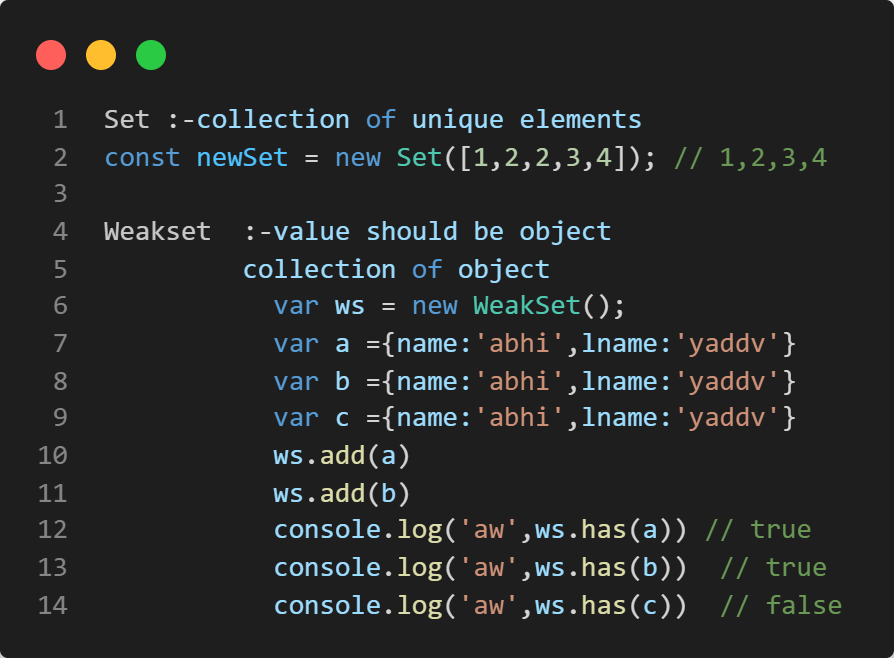 1 Set :-collection of unique elements
2 const newSet = new Set([1,2,2,3,4]); // 1,2,3,4
3
4 Weakset  :-value should be object
5          collection of object
6            var ws = new WeakSet();
7            var a ={name:'abhi',lname:'yaddv'}
8            var b ={name:'abhi',lname:'yaddv'}
9            var c ={name:'abhi',lname:'yaddv'}
10           ws.add(a)
11           ws.add(b)
12           console.log('aw',ws.has(a)) // true
13           console.log('aw',ws.has(b))  // true
14           console.log('aw',ws.has(c))  // false